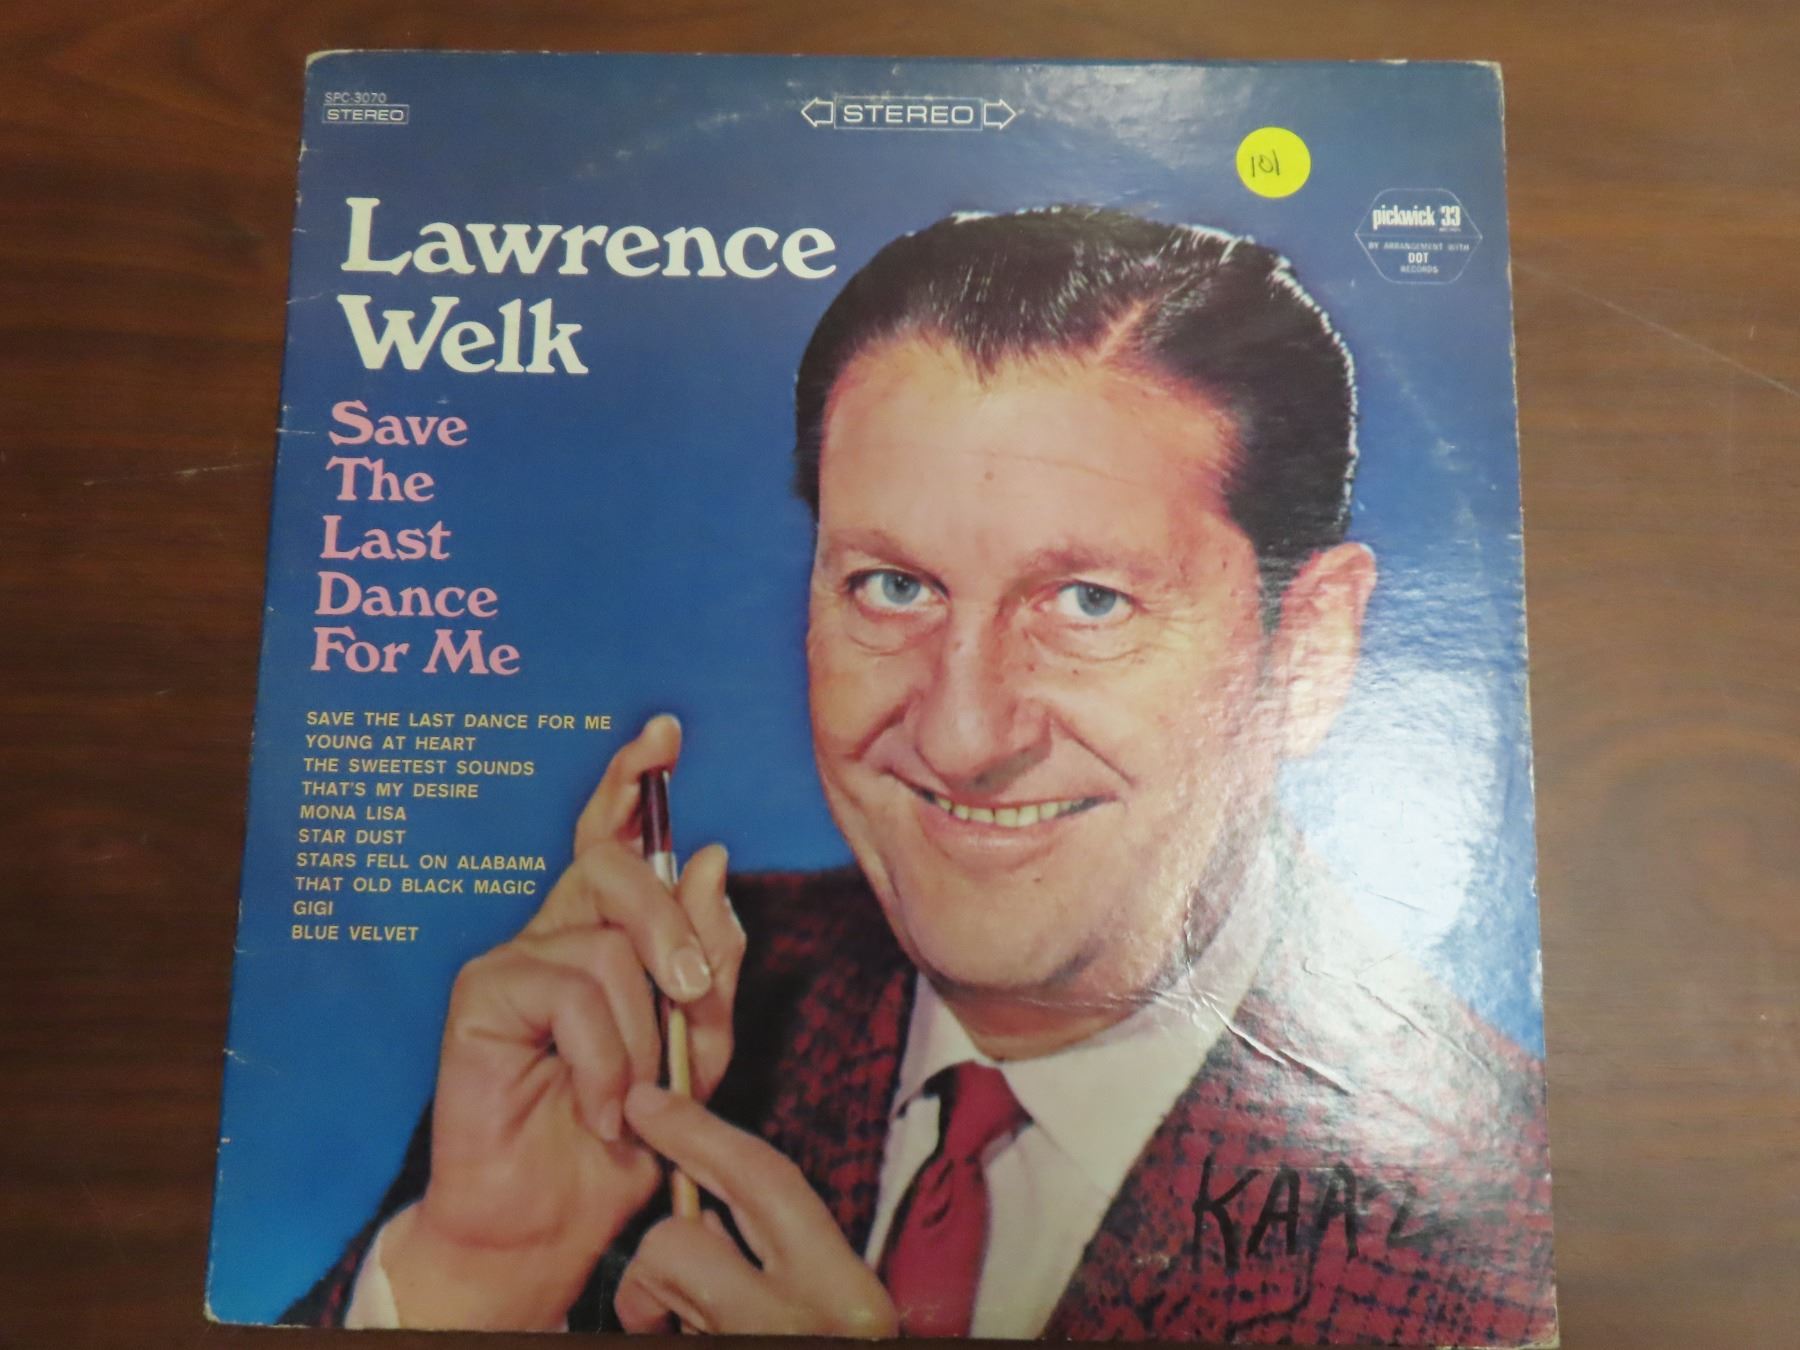 SPC-3070
STEREO
STEREO
101
pickwick 33
BY ARRANGEMENT WITH
DOT
RECORDS
Lawrence
Welk
Save
The
Last
Dance
For Me
SAVE THE LAST DANCE FOR ME
YOUNG AT HEART
THE SWEETEST SOUNDS
THAT'S MY DESIRE
MONA LISA
STAR DUST
STARS FELL ON ALABAMA
THAT OLD BLACK MAGIC
GIGI
BLUE VELVET
KAAZ